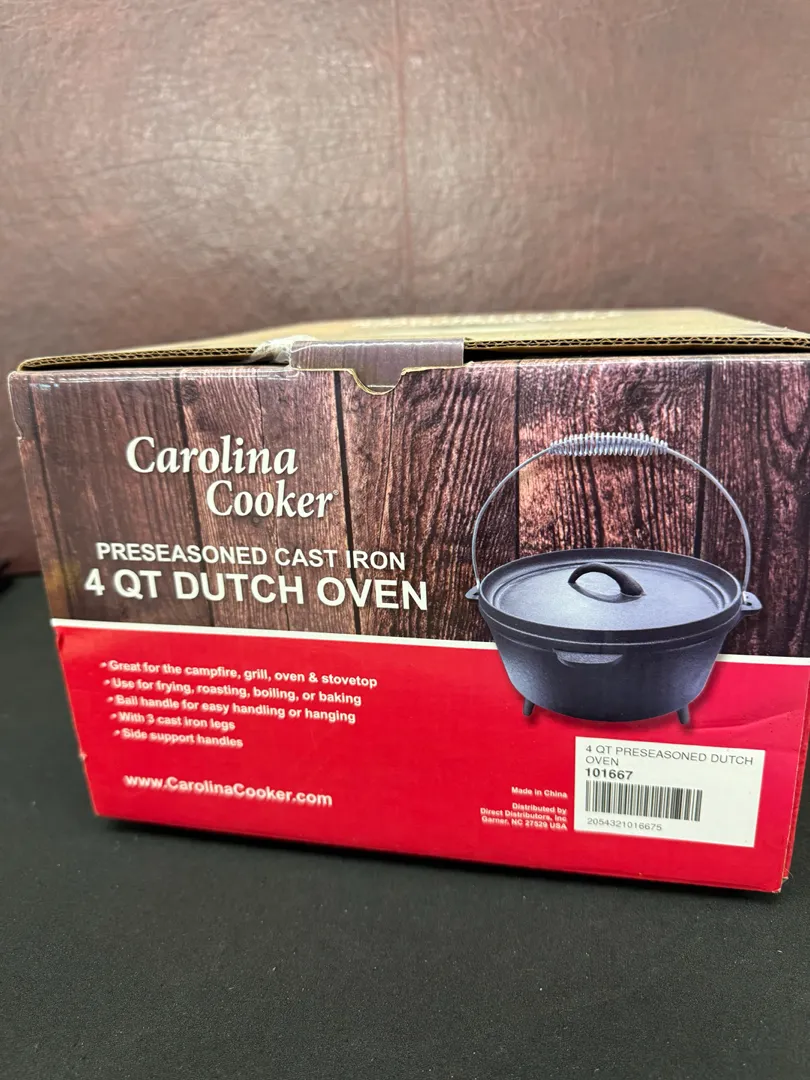 Carolina
Cooker
PRESEASONED CAST IRON
4 QT DUTCH OVEN
• Great for the campfire, grill, oven & stovetop
• Use for frying, roasting, boiling, or baking
• Bail handle for easy handling or hanging
• With 3 cast iron legs
• Side support handles
www.CarolinaCooker.com
Made in China
Distributed by
Direct Distributors, Inc
Garner, NC 27529 USA
4 QT PRESEASONED DUTCH
OVEN
101667
2054321016675